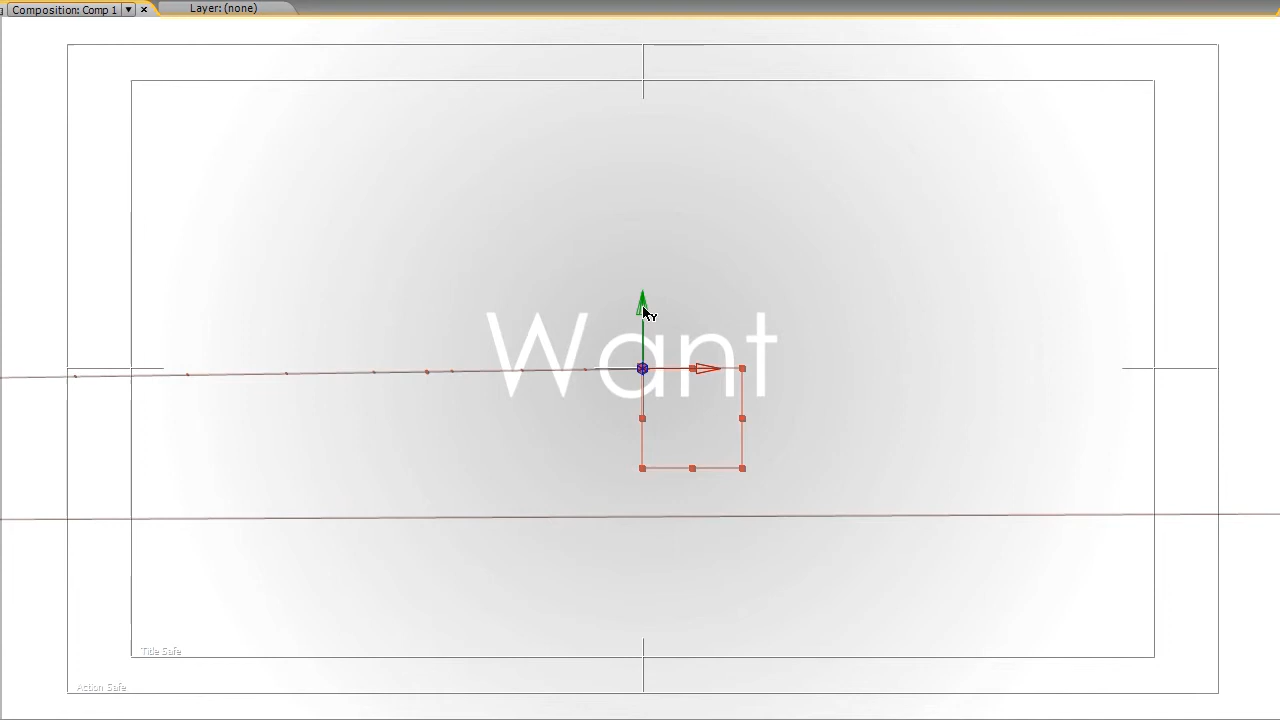 Composition: Comp 1
Layer: (none)
Y
Want
Title Safe
Action Safe